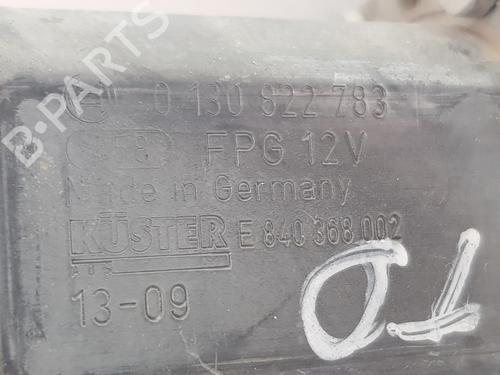 0 130 822 783
FPG 12V
Made in Germany
KÜSTER E 840 368 002
13-09
B-PARTS